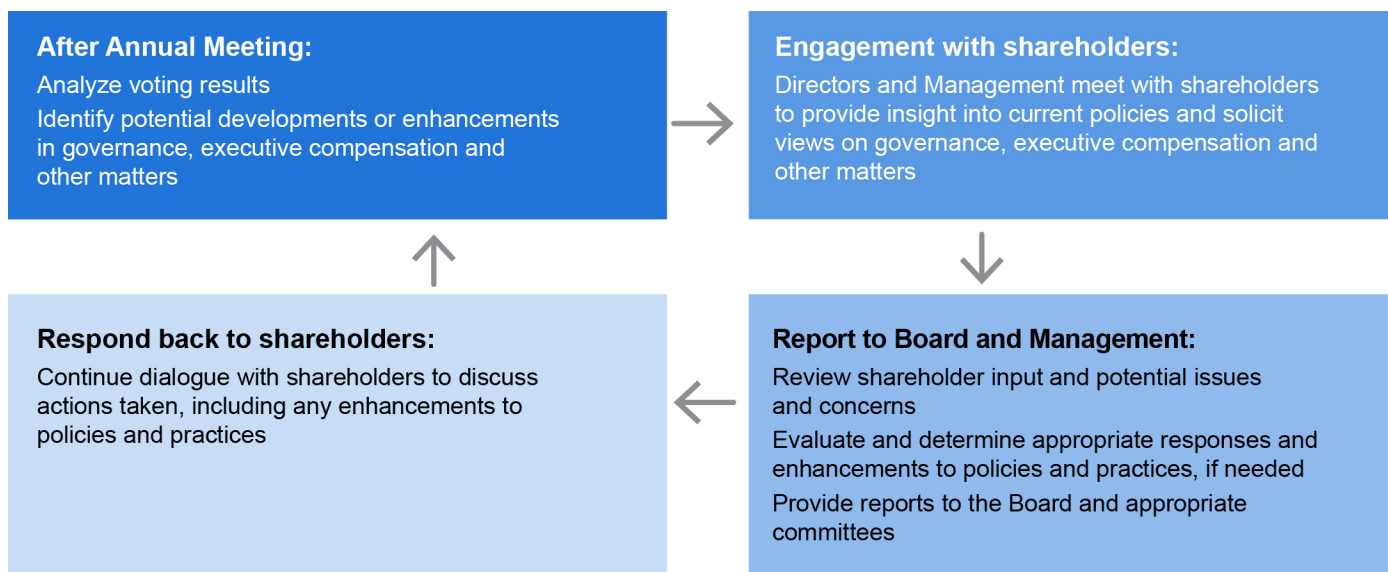 After Annual Meeting:
Analyze voting results
Identify potential developments or enhancements
in governance, executive compensation and
other matters
Engagement with shareholders:
Directors and Management meet with shareholders
to provide insight into current policies and solicit
views on governance, executive compensation and
other matters
Report to Board and Management:
Review shareholder input and potential issues
and concerns
Evaluate and determine appropriate responses and
enhancements to policies and practices, if needed
Provide reports to the Board and appropriate
committees
Respond back to shareholders:
Continue dialogue with shareholders to discuss
actions taken, including any enhancements to
policies and practices